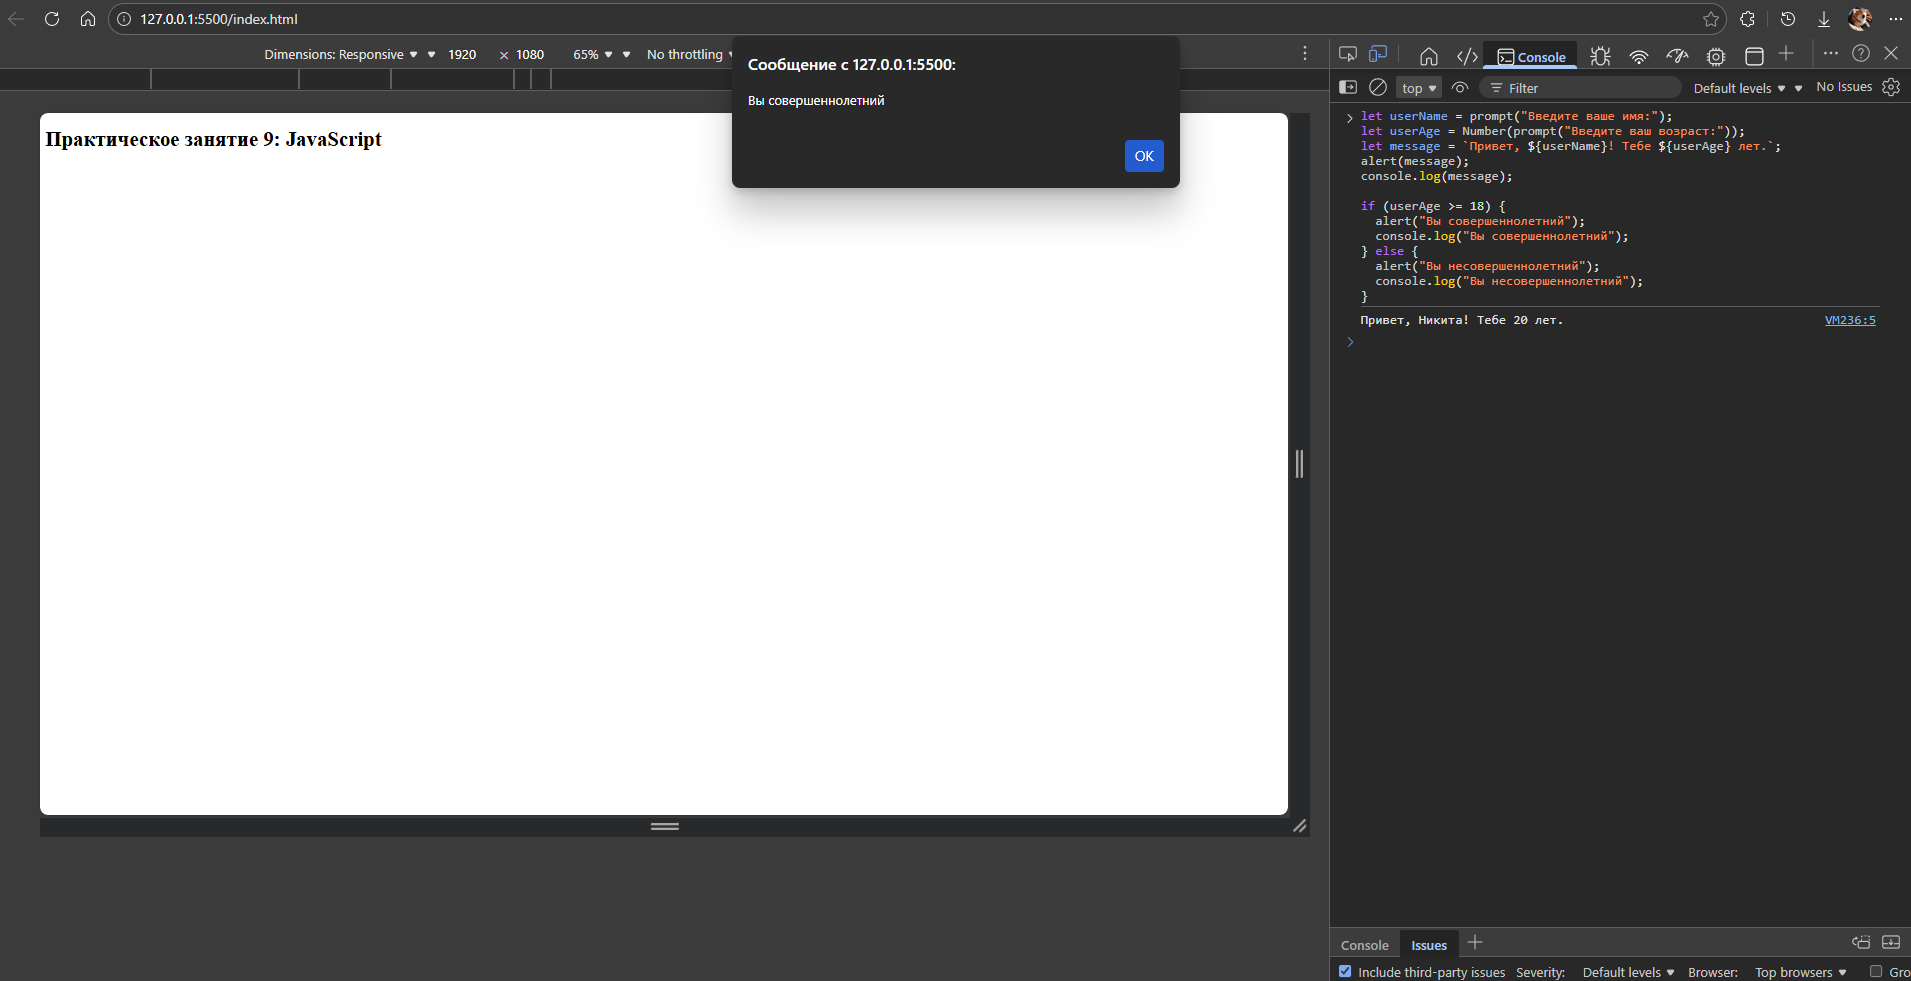 127.0.0.1:5500/index.html
Dimensions: Responsive 1920 × 1080 65% No throttling
Сообщение с 127.0.0.1:5500:
Вы совершеннолетний
OK
Практическое занятие 9: JavaScript
Console
top Filter Default levels No Issues
let userName = prompt("Введите ваше имя:");
let userAge = Number(prompt("Введите ваш возраст:"));
let message = `Привет, ${userName}! Тебе ${userAge} лет.`;
alert(message);
console.log(message);
if (userAge >= 18) {
alert("Вы совершеннолетний");
console.log("Вы совершеннолетний");
} else {
alert("Вы несовершеннолетний");
console.log("Вы несовершеннолетний");
}
Привет, Никита! Тебе 20 лет. VM236:5
Console Issues
Include third-party issues Severity: Default levels Browser: Top browsers Gro